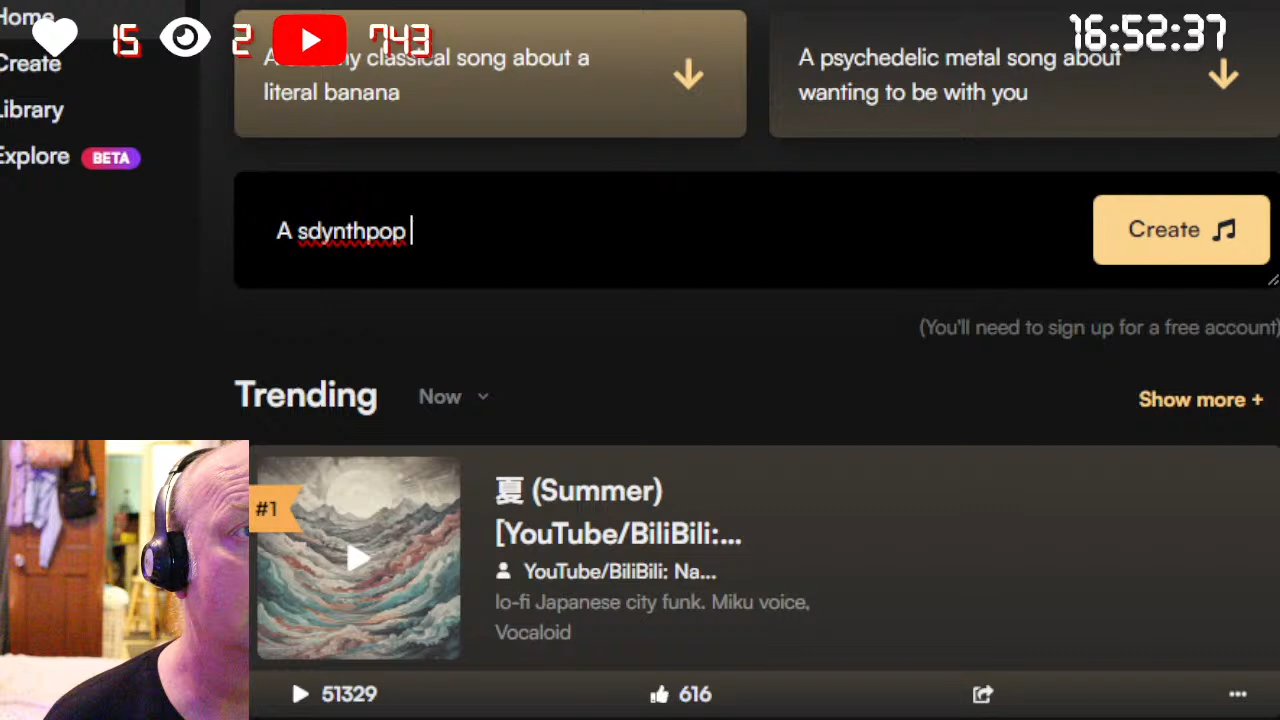 Home
15
2
743
16:52:37
Create
Library
Explore BETA
classical song about a
literal banana
A psychedelic metal song about
wanting to be with you
A sdynthpop
Create
(You'll need to sign up for a free account)
Trending
Now
Show more +
#1
夏 (Summer)
[YouTube/BiliBili:...
YouTube/BiliBili: Na...
lo-fi Japanese city funk. Miku voice,
Vocaloid
51329
616